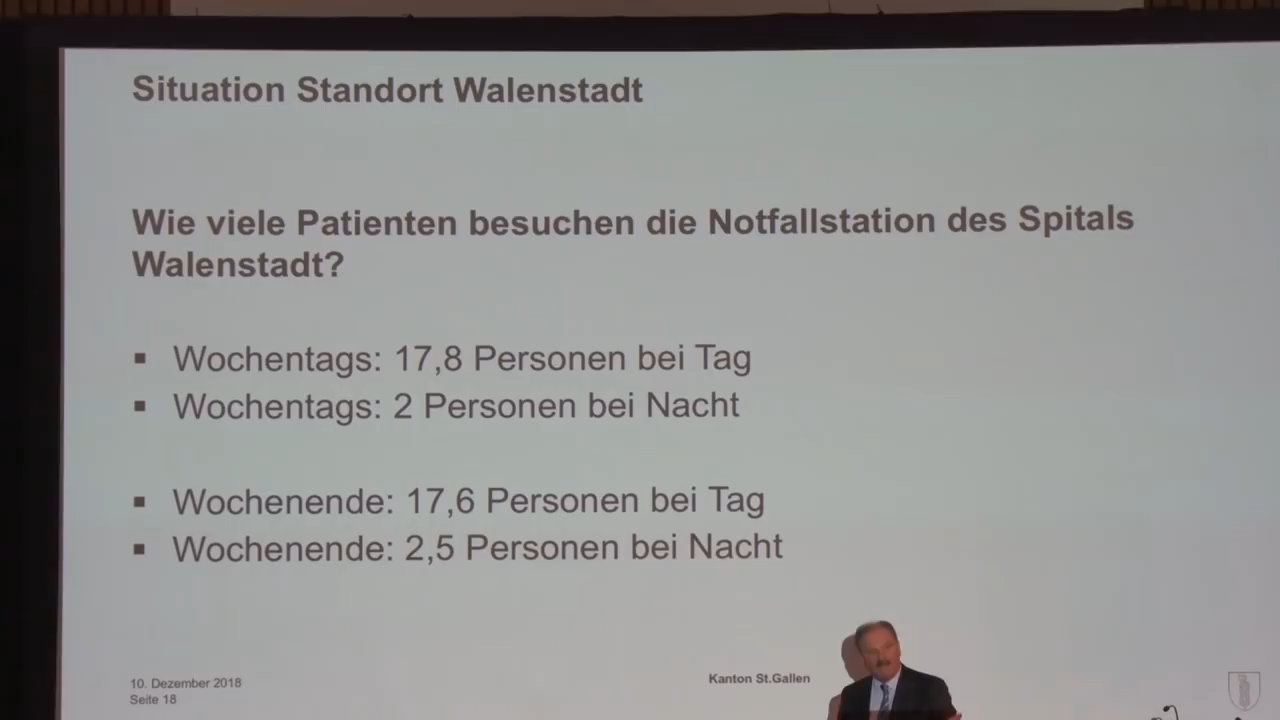 Situation Standort Walenstadt
Wie viele Patienten besuchen die Notfallstation des Spitals
Walenstadt?
▪ Wochentags: 17,8 Personen bei Tag
▪ Wochentags: 2 Personen bei Nacht
▪ Wochenende: 17,6 Personen bei Tag
▪ Wochenende: 2,5 Personen bei Nacht
10. Dezember 2018
Seite 18
Kanton St.Gallen